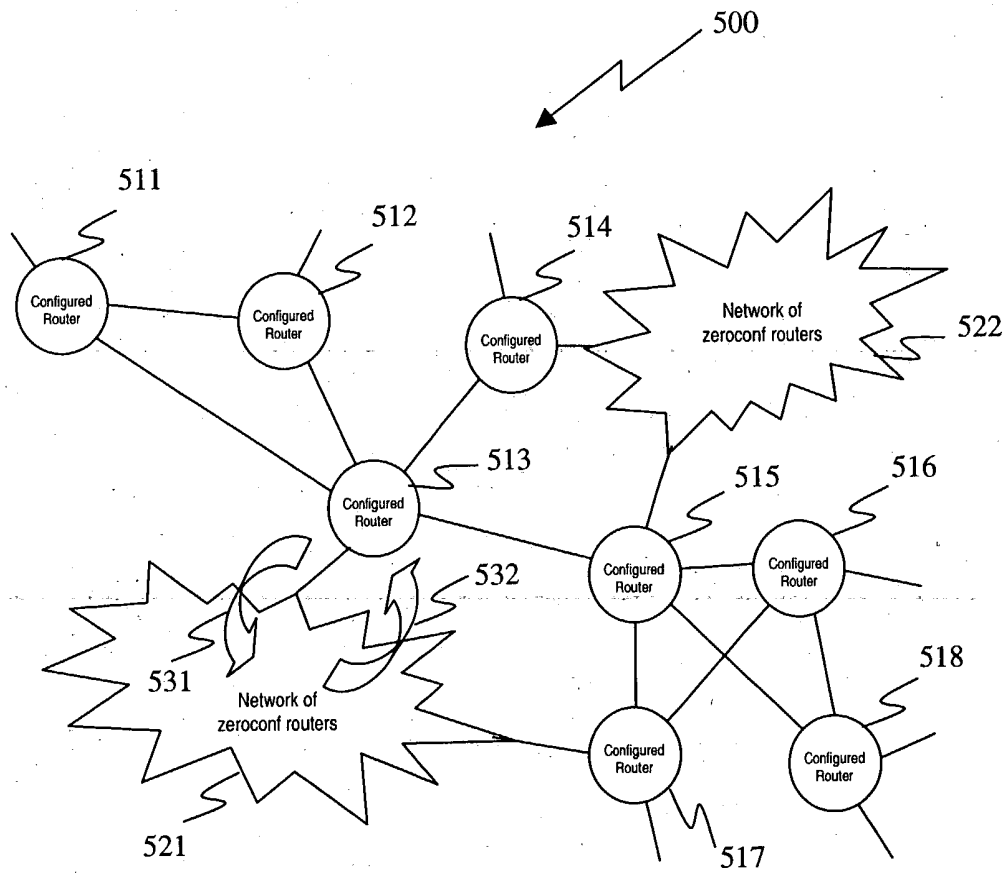 500
511
512
514
Configured
Router
Configured
Router
Configured
Router
Network of
zeroconf routers
522
513
515
516
Configured
Router
Configured
Router
Configured
Router
532
531
Network of
zeroconf routers
518
Configured
Router
Configured
Router
521
517